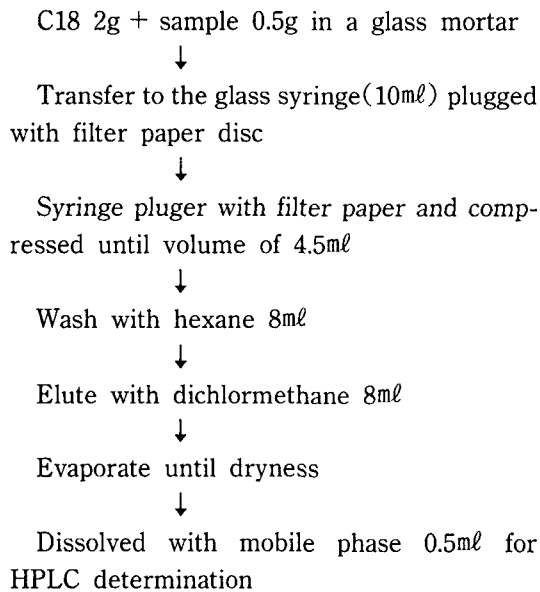 C18 2g + sample 0.5g in a glass mortar
↓
Transfer to the glass syringe(10mℓ) plugged
with filter paper disc
↓
Syringe pluger with filter paper and comp-
ressed until volume of 4.5mℓ
↓
Wash with hexane 8mℓ
↓
Elute with dichlormethane 8mℓ
↓
Evaporate until dryness
↓
Dissolved with mobile phase 0.5mℓ for
HPLC determination